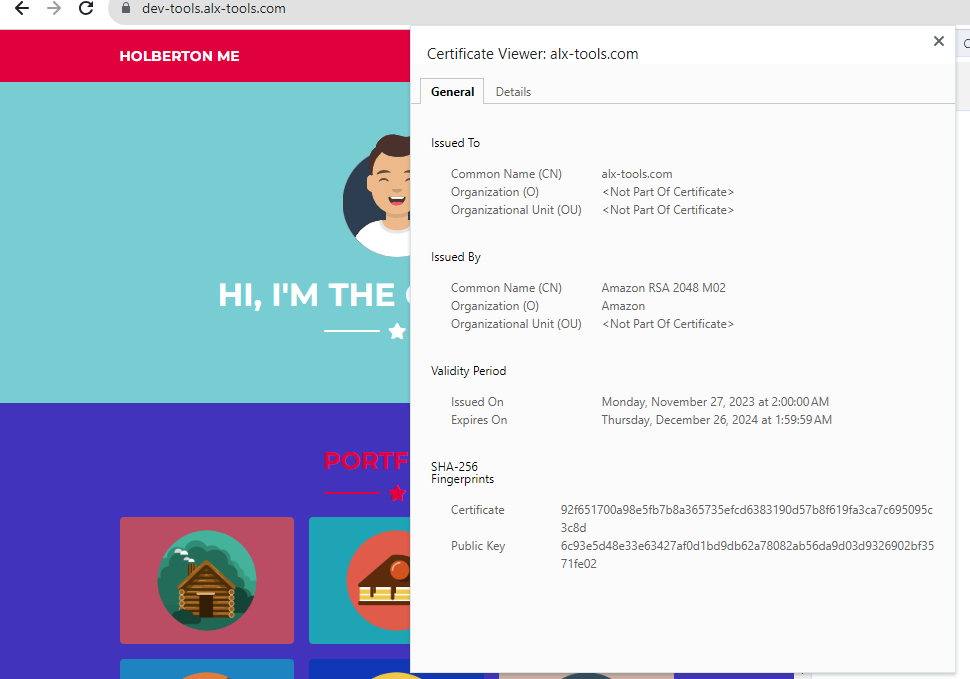 dev-tools.alx-tools.com
HOLBERTON ME
HI, I'M THE
PORTF
Certificate Viewer: alx-tools.com
General Details
Issued To
Common Name (CN) alx-tools.com
Organization (O) <Not Part Of Certificate>
Organizational Unit (OU) <Not Part Of Certificate>
Issued By
Common Name (CN) Amazon RSA 2048 M02
Organization (O) Amazon
Organizational Unit (OU) <Not Part Of Certificate>
Validity Period
Issued On Monday, November 27, 2023 at 2:00:00 AM
Expires On Thursday, December 26, 2024 at 1:59:59 AM
SHA-256
Fingerprints
Certificate 92f651700a98e5fb7b8a365735efcd6383190d57b8f619fa3ca7c695095c
3c8d
Public Key 6c93e5d48e33e63427af0d1bd9db62a78082ab56da9d03d9326902bf35
71fe02